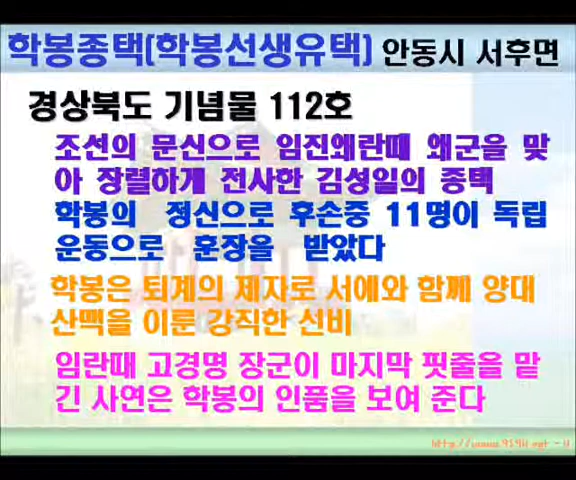 학봉종택(학봉선생유택) 안동시 서후면
경상북도 기념물 112호
조선의 문신으로 임진왜란때 왜군을 맞
아 장렬하게 전사한 김성일의 종택
학봉의 정신으로 후손중 11명이 독립
운동으로 훈장을 받았다
학봉은 퇴계의 제자로 서애와 함께 양대
산맥을 이룬 강직한 선비
임란때 고경명 장군이 마지막 핏줄을 맡
긴 사연은 학봉의 인품을 보여 준다